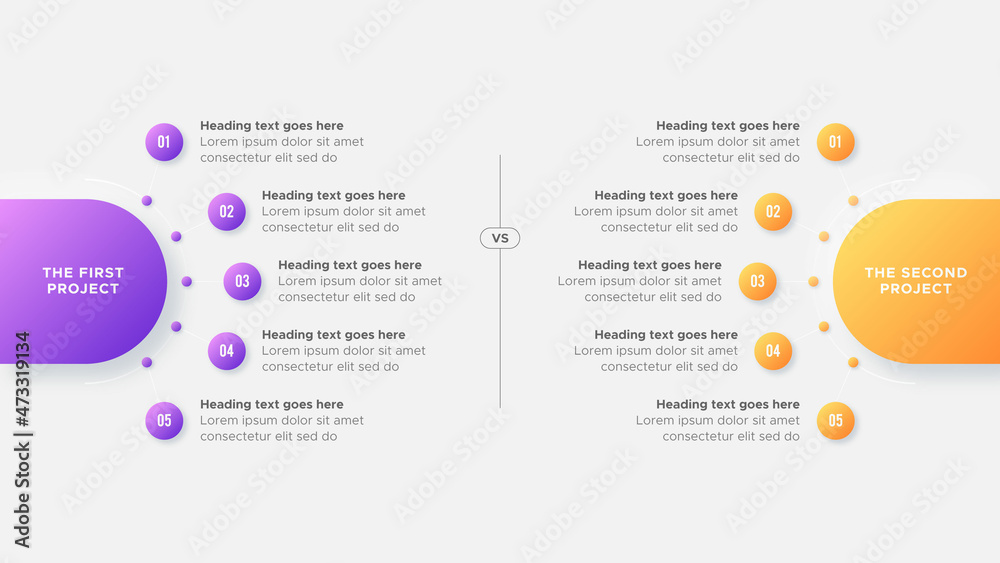 01
Heading text goes here
Lorem ipsum dolor sit amet
consectetur elit sed do
02
Heading text goes here
Lorem ipsum dolor sit amet
consectetur elit sed do
THE FIRST
PROJECT
03
Heading text goes here
Lorem ipsum dolor sit amet
consectetur elit sed do
04
Heading text goes here
Lorem ipsum dolor sit amet
consectetur elit sed do
05
Heading text goes here
Lorem ipsum dolor sit amet
consectetur elit sed do
VS
Heading text goes here
Lorem ipsum dolor sit amet
consectetur elit sed do
01
Heading text goes here
Lorem ipsum dolor sit amet
consectetur elit sed do
02
Heading text goes here
Lorem ipsum dolor sit amet
consectetur elit sed do
03
THE SECOND
PROJECT
Heading text goes here
Lorem ipsum dolor sit amet
consectetur elit sed do
04
Heading text goes here
Lorem ipsum dolor sit amet
consectetur elit sed do
05
Adobe Stock | #473319134
Adobe Stock